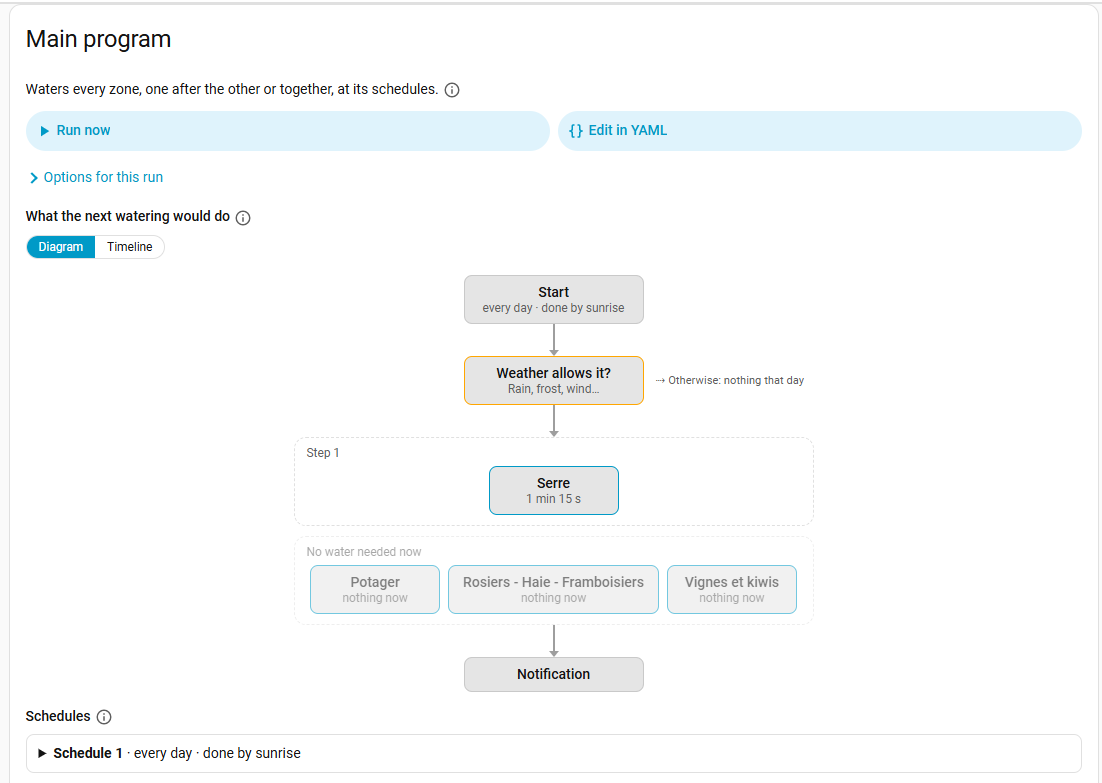 Main program
Waters every zone, one after the other or together, at its schedules.
Run now
{} Edit in YAML
Options for this run
What the next watering would do
Diagram
Timeline
Start
every day · done by sunrise
Weather allows it?
Rain, frost, wind…
⇢ Otherwise: nothing that day
Step 1
Serre
1 min 15 s
No water needed now
Potager
nothing now
Rosiers - Haie - Framboisiers
nothing now
Vignes et kiwis
nothing now
Notification
Schedules
Schedule 1 · every day · done by sunrise